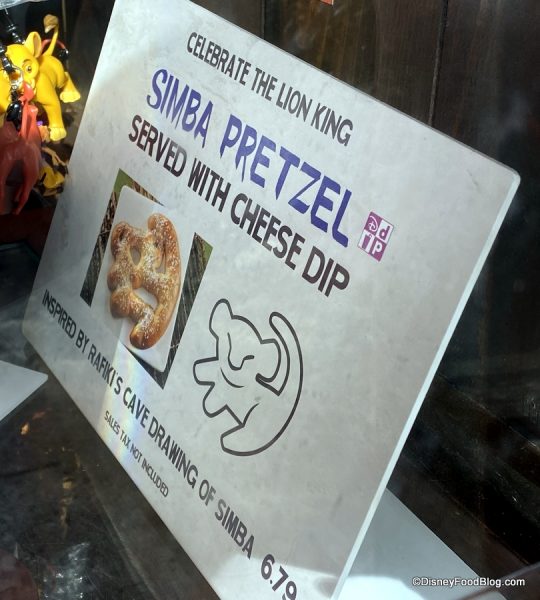 CELEBRATE THE LION KING
SIMBA PRETZEL
SERVED WITH CHEESE DIP
D d
rip
INSPIRED BY RAFIKI'S CAVE DRAWING OF SIMBA 6.79
SALES TAX NOT INCLUDED
©DisneyFoodBlog.com